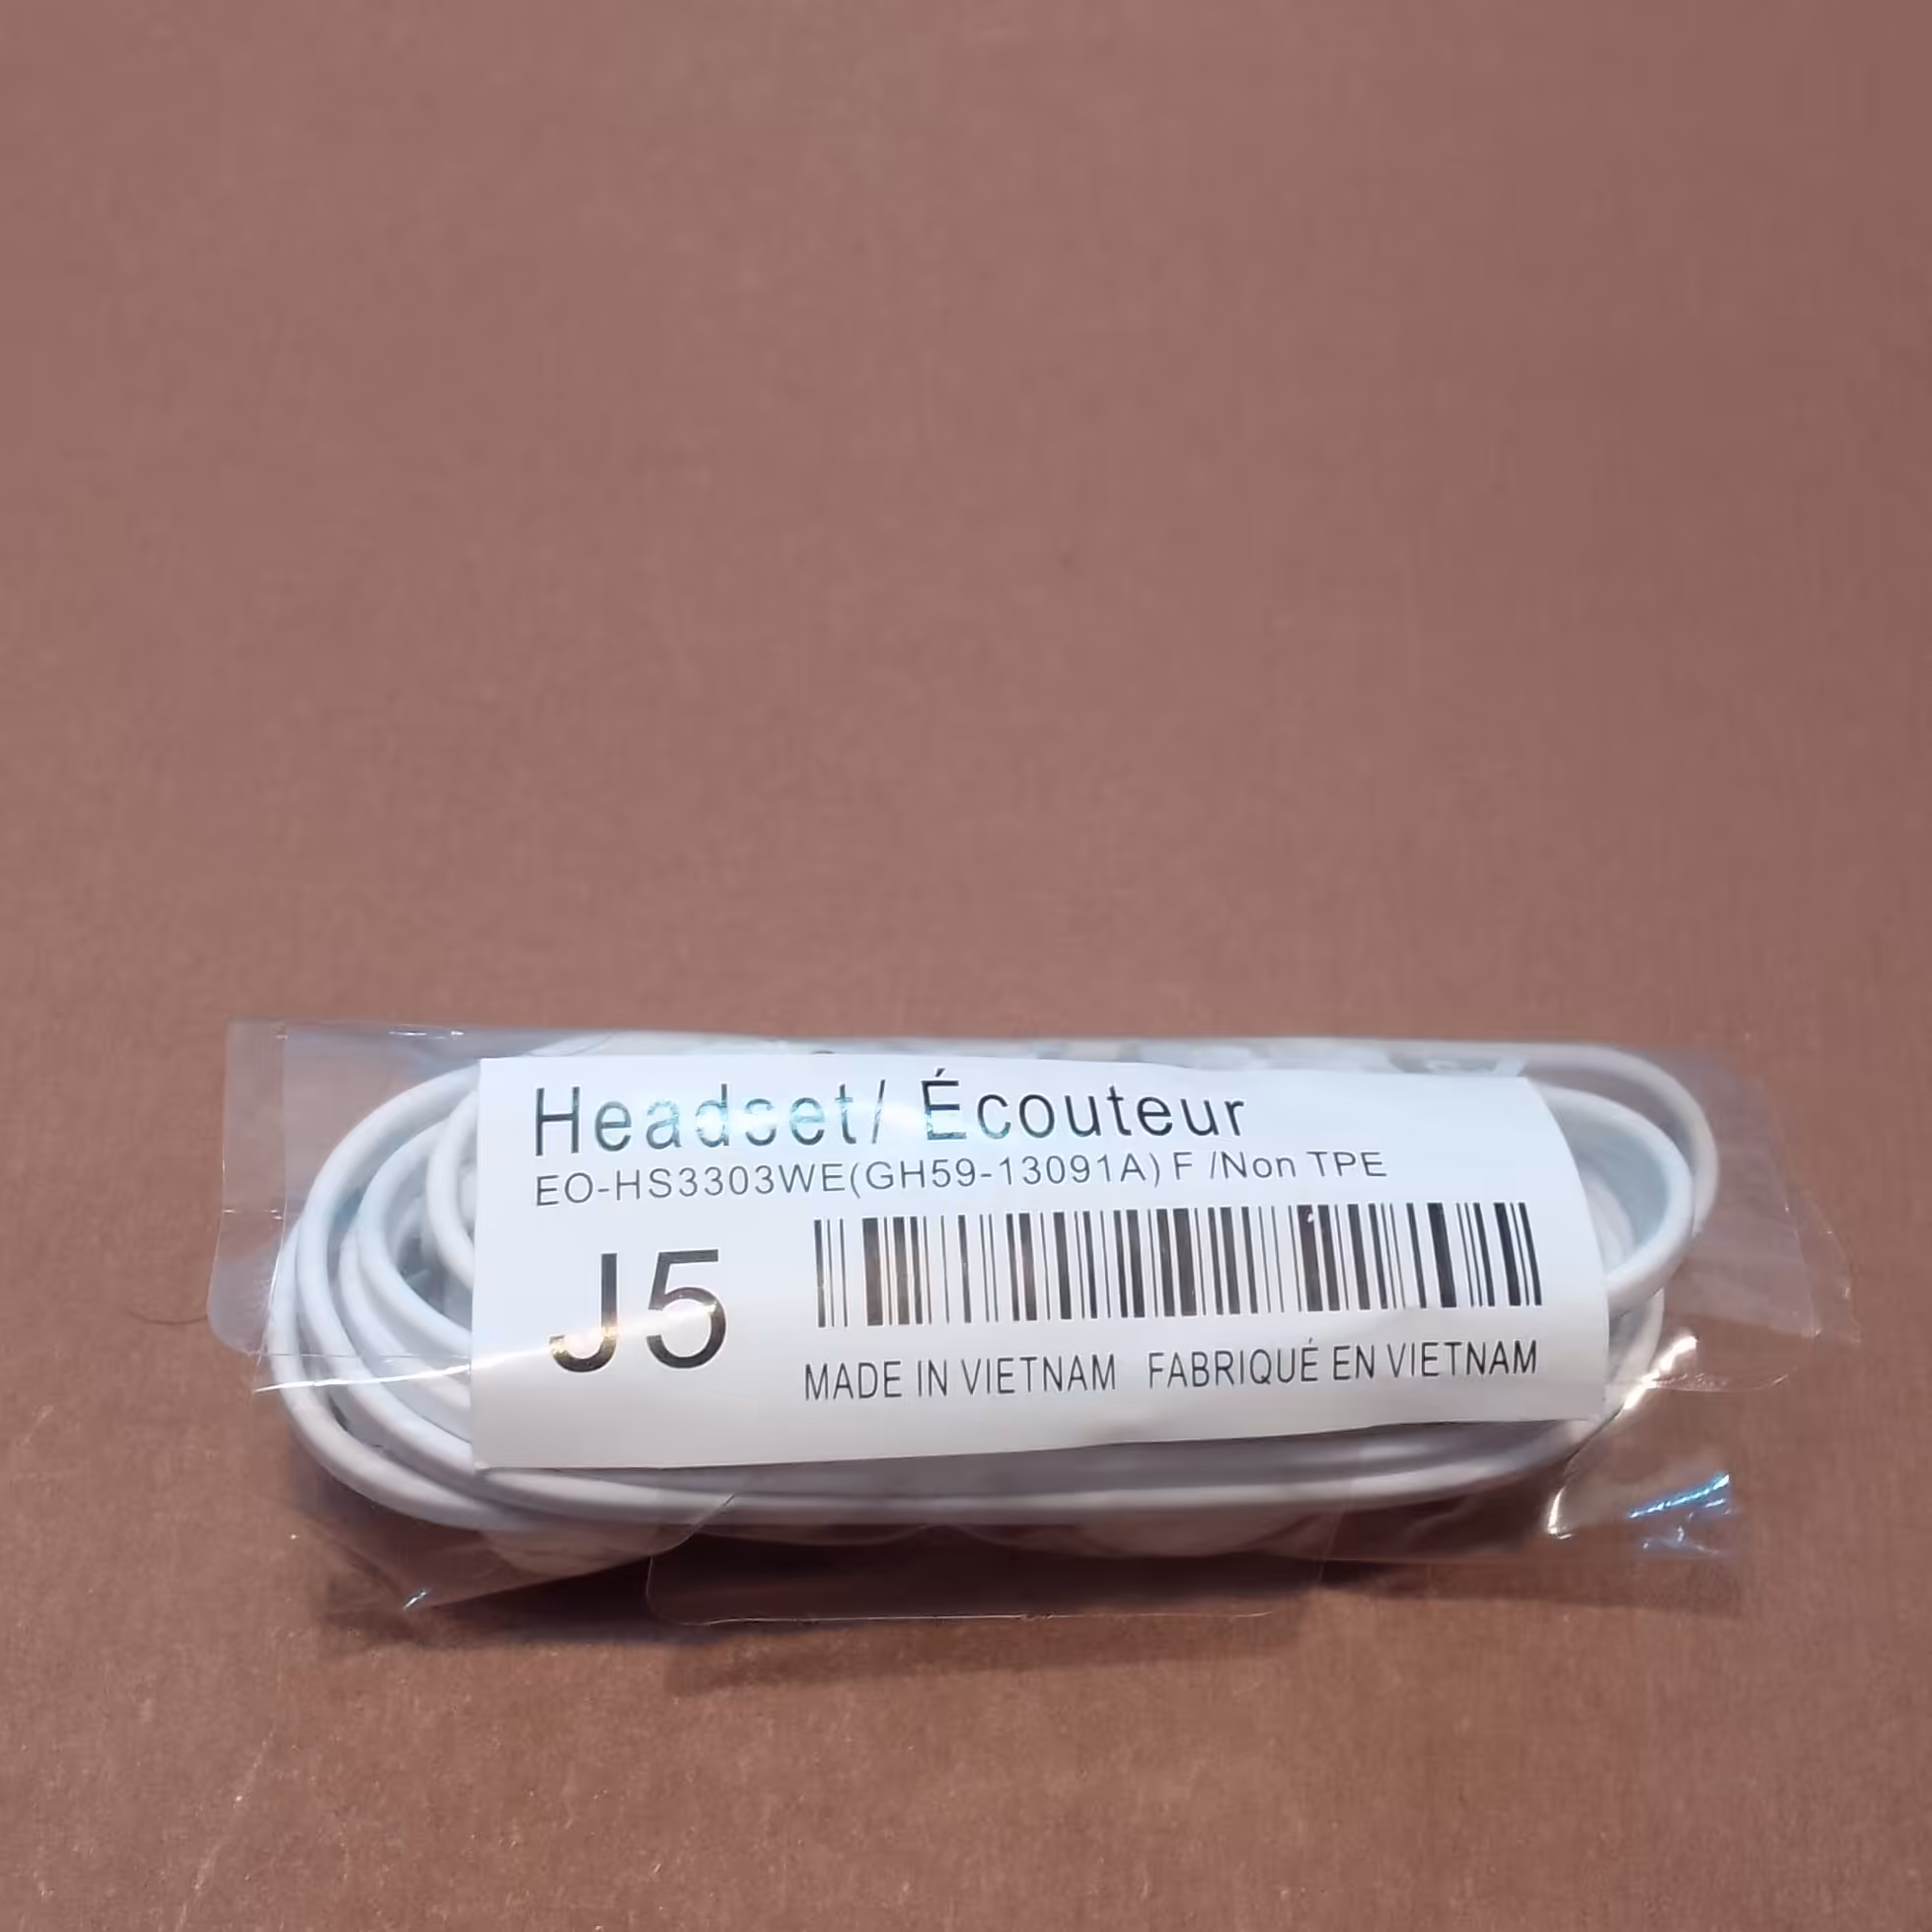 Headset/ Écouteur
EO-HS3303WE(GH59-13091A) F /Non TPE
J5
MADE IN VIETNAM FABRIQUÉ EN VIETNAM